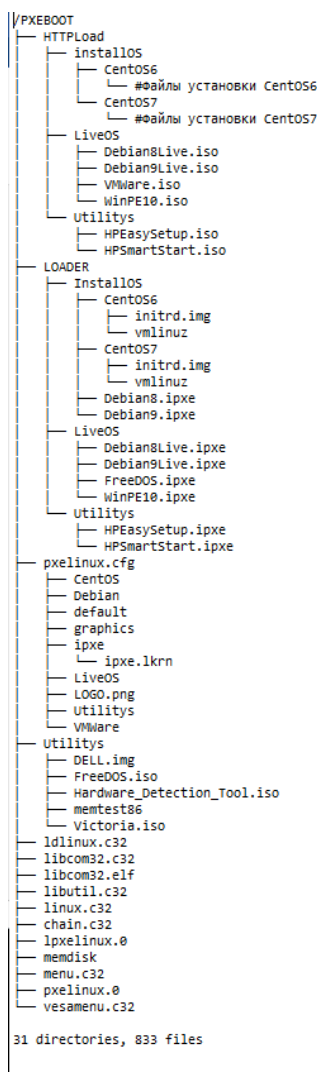 /PXEBOOT
├── HTTPLoad
│   ├── installOS
│   │   ├── CentOS6
│   │   │   └── #Файлы установки CentOS6
│   │   └── CentOS7
│   │       └── #Файлы установки CentOS7
│   ├── LiveOS
│   │   ├── Debian8Live.iso
│   │   ├── Debian9Live.iso
│   │   ├── VMWare.iso
│   │   └── WinPE10.iso
│   └── Utilitys
│       ├── HPEasySetup.iso
│       └── HPSmartStart.iso
├── LOADER
│   ├── InstallOS
│   │   ├── CentOS6
│   │   │   ├── initrd.img
│   │   │   └── vmlinuz
│   │   ├── CentOS7
│   │   │   ├── initrd.img
│   │   │   └── vmlinuz
│   │   ├── Debian8.ipxe
│   │   └── Debian9.ipxe
│   ├── LiveOS
│   │   ├── Debian8Live.ipxe
│   │   ├── Debian9Live.ipxe
│   │   ├── FreeDOS.ipxe
│   │   └── WinPE10.ipxe
│   └── Utilitys
│       ├── HPEasySetup.ipxe
│       └── HPSmartStart.ipxe
├── pxelinux.cfg
│   ├── CentOS
│   ├── Debian
│   ├── default
│   ├── graphics
│   ├── ipxe
│   │   └── ipxe.lkrn
│   ├── LiveOS
│   ├── LOGO.png
│   ├── Utilitys
│   └── VMWare
├── Utilitys
│   ├── DELL.img
│   ├── FreeDOS.iso
│   ├── Hardware_Detection_Tool.iso
│   ├── memtest86
│   └── Victoria.iso
├── ldlinux.c32
├── libcom32.c32
├── libcom32.elf
├── libutil.c32
├── linux.c32
├── chain.c32
├── lpxelinux.0
├── memdisk
├── menu.c32
├── pxelinux.0
└── vesamenu.c32
31 directories, 833 files